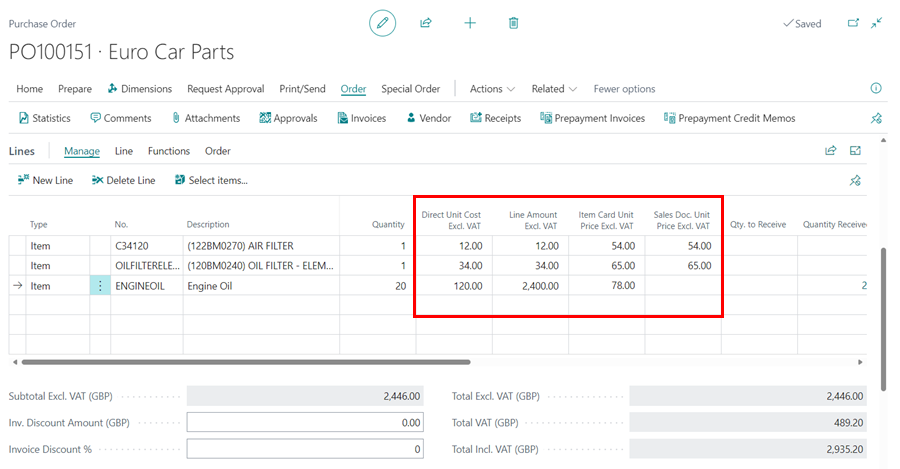 Purchase Order
Saved
PO100151 · Euro Car Parts
Home Prepare Dimensions Request Approval Print/Send Order Special Order Actions Related Fewer options
Statistics Comments Attachments Approvals Invoices Vendor Receipts Prepayment Invoices Prepayment Credit Memos
Lines Manage Line Functions Order
New Line Delete Line Select items...
Direct Unit Cost Line Amount Item Card Unit Sales Doc. Unit
Type No. Description Quantity Excl. VAT Excl. VAT Price Excl. VAT Price Excl. VAT Qty. to Receive Quantity Received
Item C34120 (122BM0270) AIR FILTER 1 12.00 12.00 54.00 54.00
Item OILFILTERELE... (120BM0240) OIL FILTER - ELEM... 1 34.00 34.00 65.00 65.00
Item ENGINEOIL Engine Oil 20 120.00 2,400.00 78.00 2
Subtotal Excl. VAT (GBP) 2,446.00 Total Excl. VAT (GBP) 2,446.00
Inv. Discount Amount (GBP) 0.00 Total VAT (GBP) 489.20
Invoice Discount % 0 Total Incl. VAT (GBP) 2,935.20